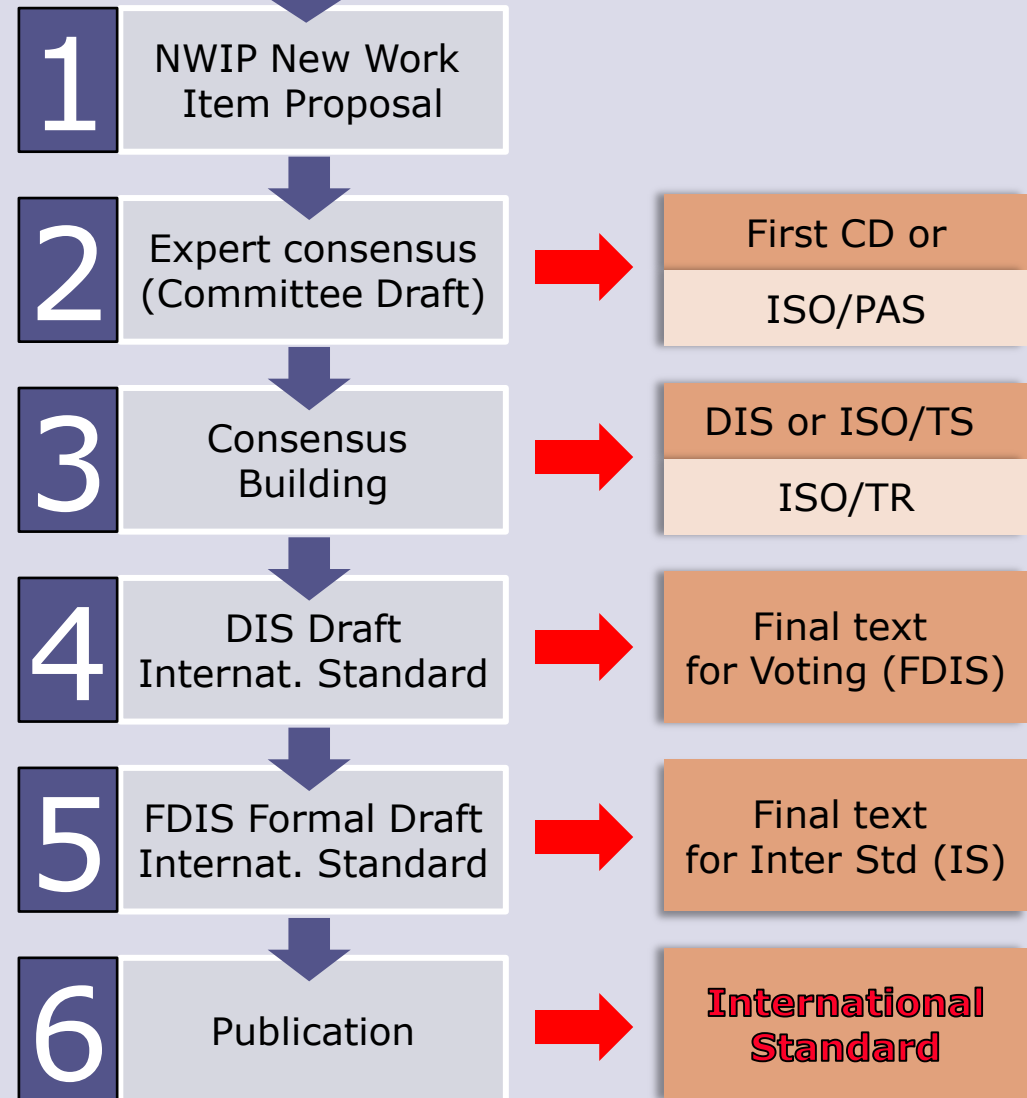 1
NWIP New Work
Item Proposal
2
Expert consensus
(Committee Draft)
First CD or
ISO/PAS
3
Consensus
Building
DIS or ISO/TS
ISO/TR
4
DIS Draft
Internat. Standard
Final text
for Voting (FDIS)
5
FDIS Formal Draft
Internat. Standard
Final text
for Inter Std (IS)
6
Publication
International
Standard